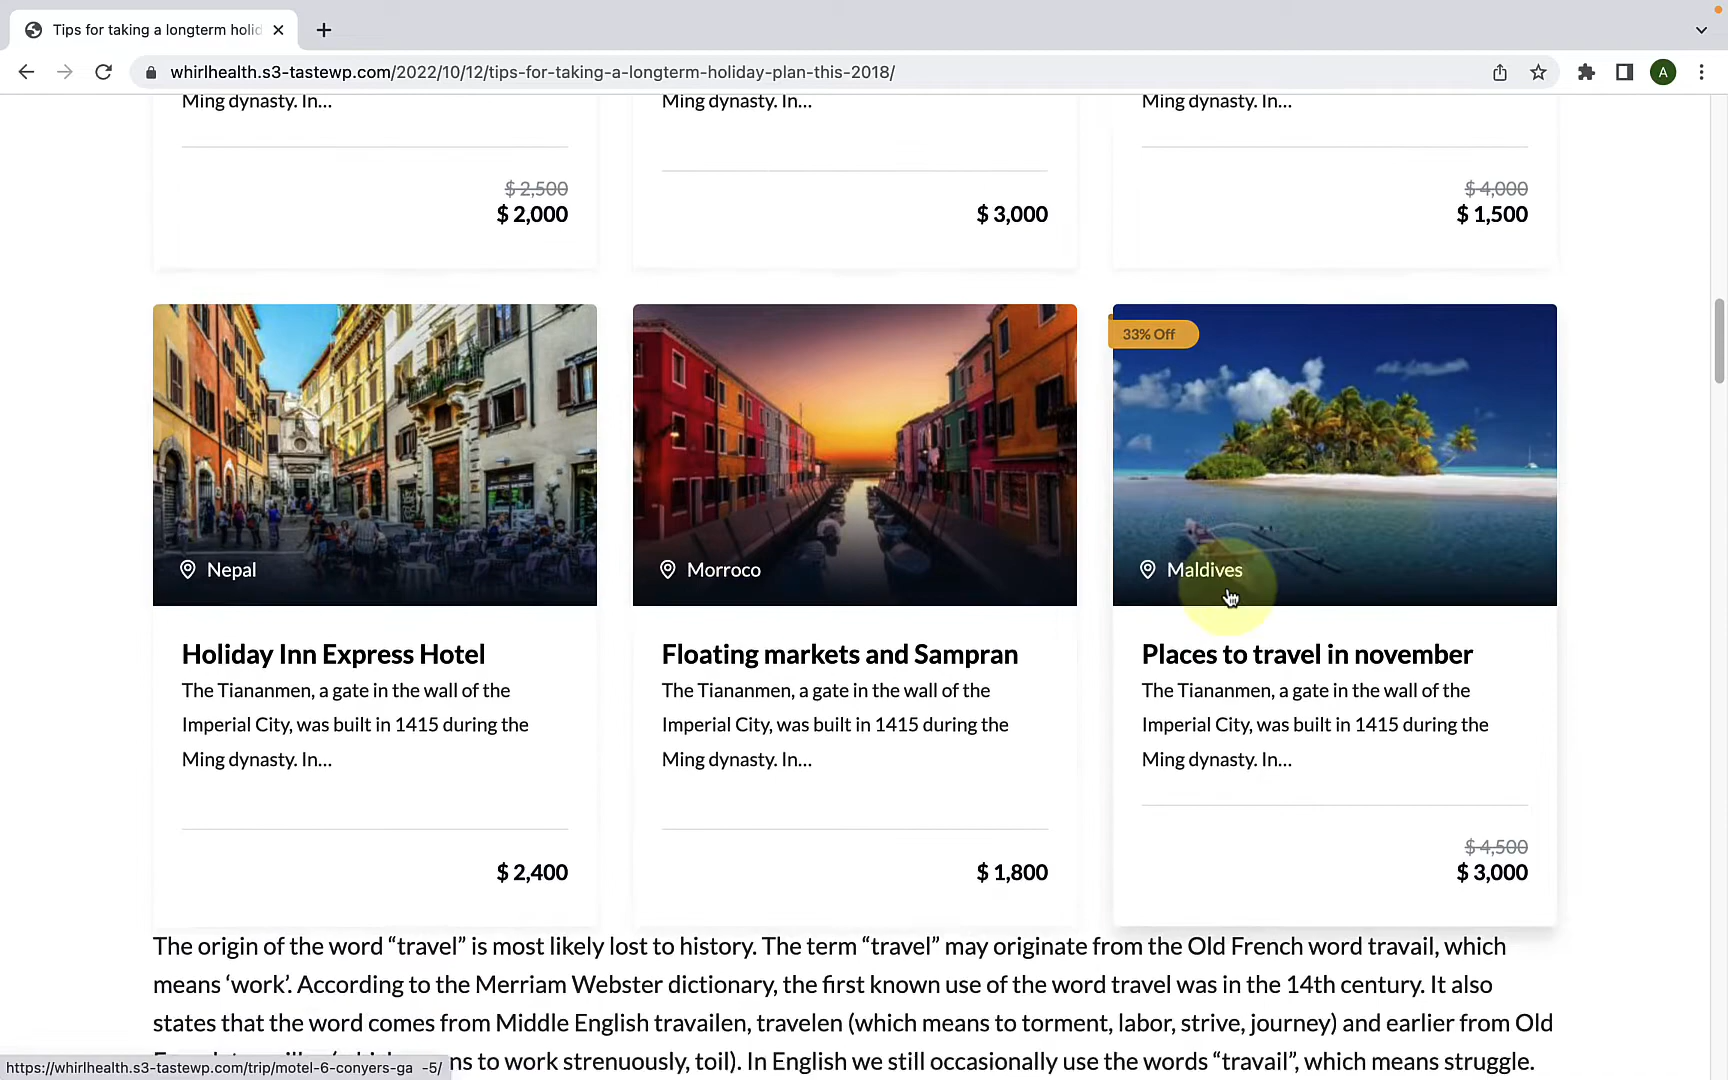 Tips for taking a longterm holid
whirlhealth.s3-tastewp.com/2022/10/12/tips-for-taking-a-longterm-holiday-plan-this-2018/
A
Ming dynasty. In...
$ 2,500
$ 2,000
Ming dynasty. In...
$ 3,000
Ming dynasty. In...
$ 4,000
$ 1,500
Nepal
Holiday Inn Express Hotel
The Tiananmen, a gate in the wall of the
Imperial City, was built in 1415 during the
Ming dynasty. In...
$ 2,400
Morroco
Floating markets and Sampran
The Tiananmen, a gate in the wall of the
Imperial City, was built in 1415 during the
Ming dynasty. In...
$ 1,800
33% Off
Maldives
Places to travel in november
The Tiananmen, a gate in the wall of the
Imperial City, was built in 1415 during the
Ming dynasty. In...
$ 4,500
$ 3,000
The origin of the word “travel” is most likely lost to history. The term “travel” may originate from the Old French word travail, which
means ‘work’. According to the Merriam Webster dictionary, the first known use of the word travel was in the 14th century. It also
states that the word comes from Middle English travailen, travelen (which means to torment, labor, strive, journey) and earlier from Old
to work strenuously, toil). In English we still occasionally use the words “travail”, which means struggle.
https://whirlhealth.s3-tastewp.com/trip/motel-6-conyers-ga -5/